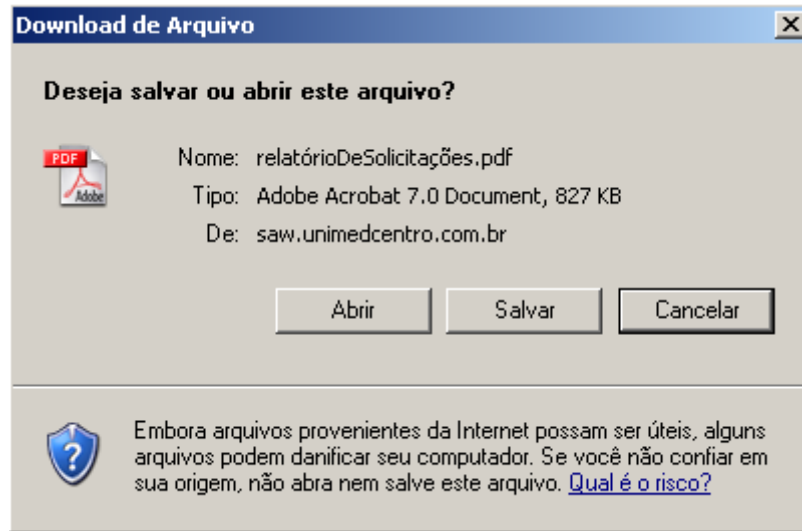 Download de Arquivo
Deseja salvar ou abrir este arquivo?
PDF
Adobe
Nome: relatórioDeSolicitações.pdf
Tipo: Adobe Acrobat 7.0 Document, 827 KB
De: saw.unimedcentro.com.br
Abrir Salvar Cancelar
Embora arquivos provenientes da Internet possam ser úteis, alguns
arquivos podem danificar seu computador. Se você não confiar em
sua origem, não abra nem salve este arquivo. Qual é o risco?